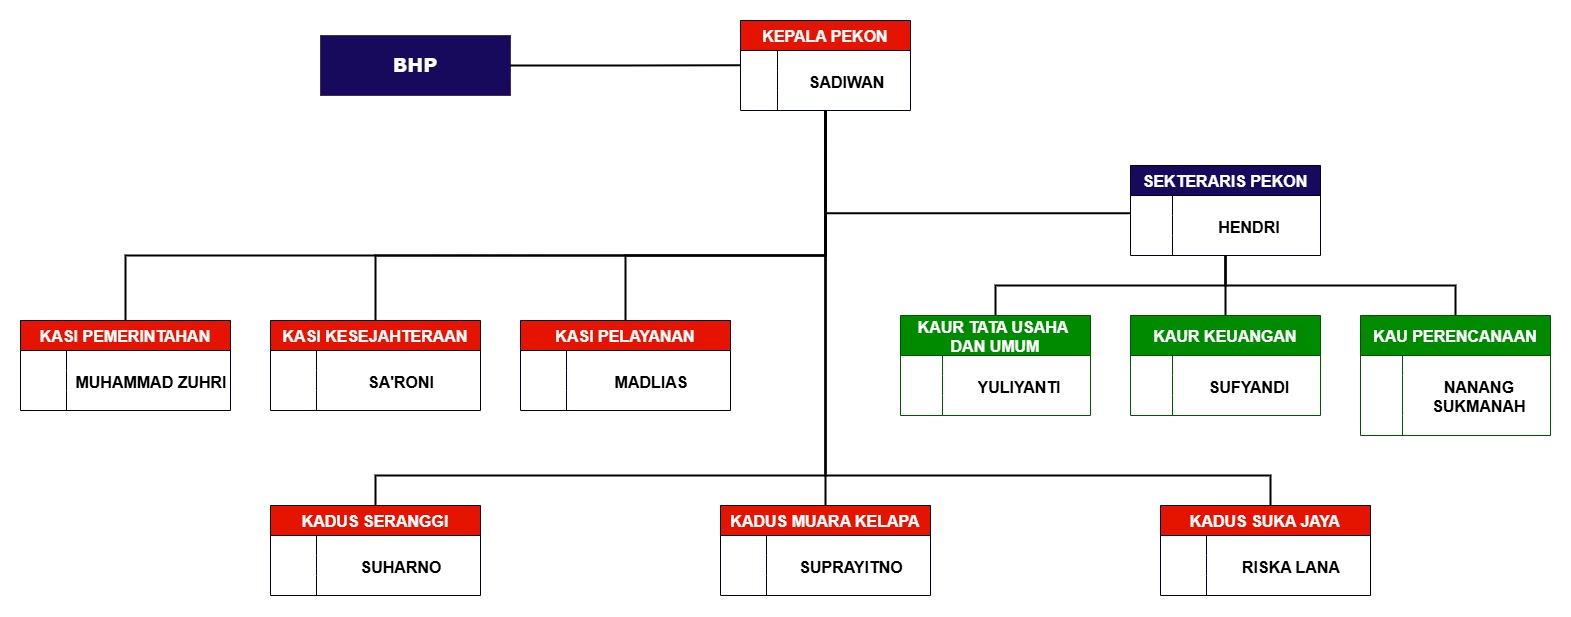 KEPALA PEKON
BHP
SADIWAN
SEKTERARIS PEKON
HENDRI
KASI PEMERINTAHAN
MUHAMMAD ZUHRI
KASI KESEJAHTERAAN
SA'RONI
KASI PELAYANAN
MADLIAS
KAUR TATA USAHA
DAN UMUM
YULIYANTI
KAUR KEUANGAN
SUFYANDI
KAU PERENCANAAN
NANANG
SUKMANAH
KADUS SERANGGI
SUHARNO
KADUS MUARA KELAPA
SUPRAYITNO
KADUS SUKA JAYA
RISKA LANA